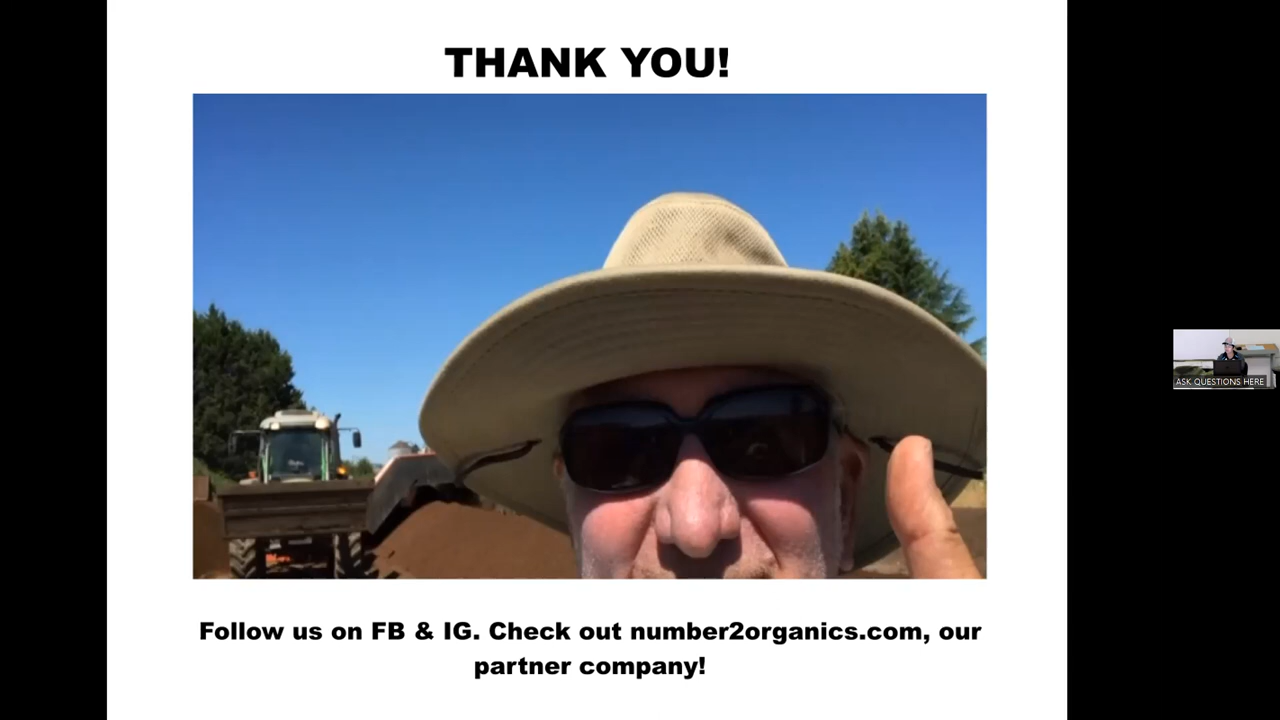 THANK YOU!
ASK QUESTIONS HERE
Follow us on FB & IG. Check out number2organics.com, our
partner company!